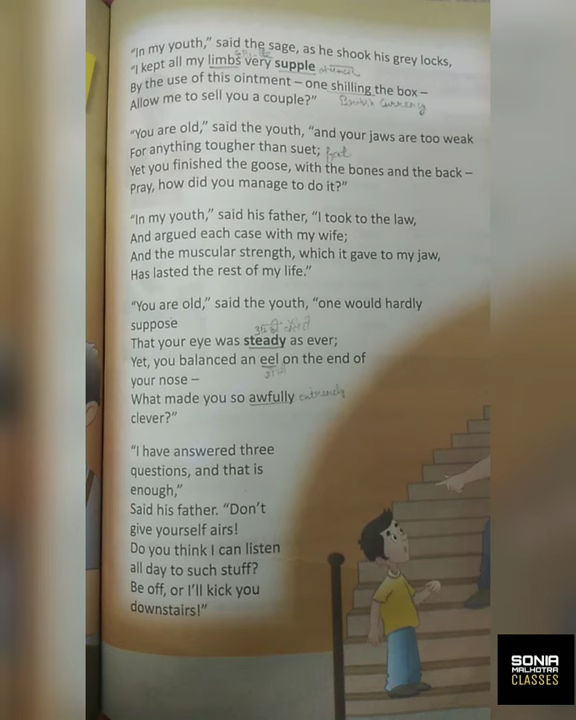 "In my youth," said the sage, as he shook his grey locks,
"I kept all my limbs very supple
By the use of this ointment – one shilling the box –
Allow me to sell you a couple?"
British Currency
"You are old," said the youth, "and your jaws are too weak
For anything tougher than suet; fat
Yet you finished the goose, with the bones and the back –
Pray, how did you manage to do it?"
"In my youth," said his father, "I took to the law,
And argued each case with my wife;
And the muscular strength, which it gave to my jaw,
Has lasted the rest of my life."
"You are old," said the youth, "one would hardly
suppose
That your eye was steady as ever;
Yet, you balanced an eel on the end of
your nose –
What made you so awfully extremely
clever?"
"I have answered three
questions, and that is
enough,"
Said his father. "Don't
give yourself airs!
Do you think I can listen
all day to such stuff?
Be off, or I'll kick you
downstairs!"
SONIA
MALHOTRA
CLASSES